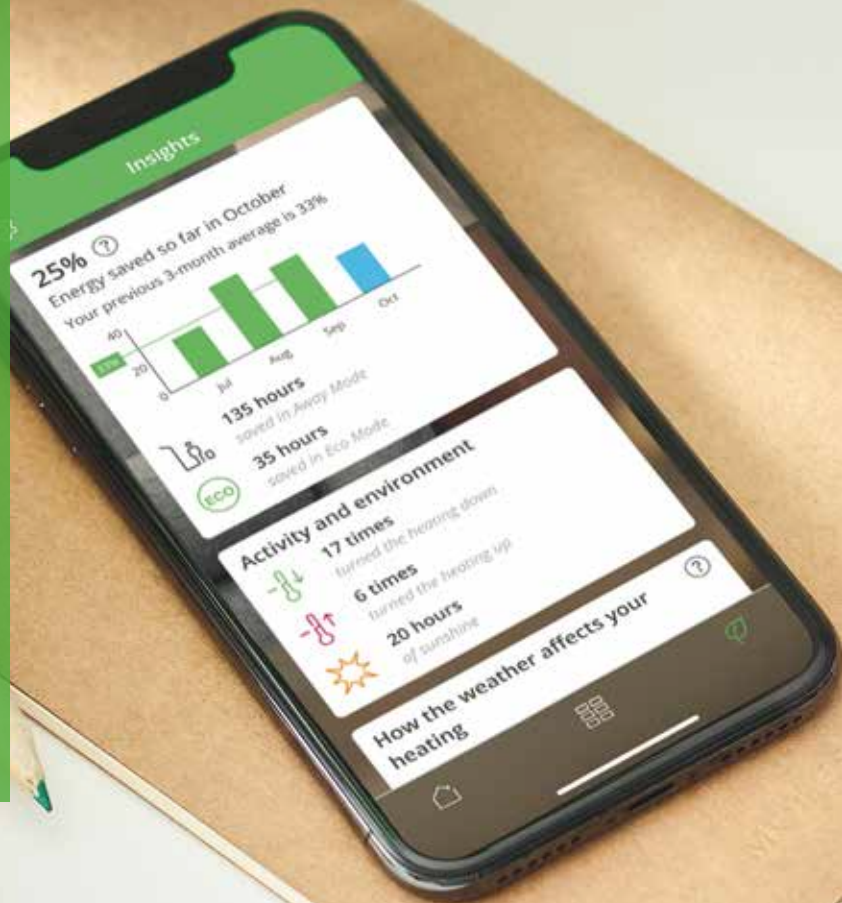 Insights
25% ?
Energy saved so far in October
Your previous 3-month average is 33%
40
33%
20
0
Jul
Aug
Sep
Oct
135 hours
saved in Away Mode
35 hours
saved in Eco Mode
ECO
Activity and environment
17 times
turned the heating down
6 times
turned the heating up
20 hours
of sunshine
How the weather affects your ?
heating